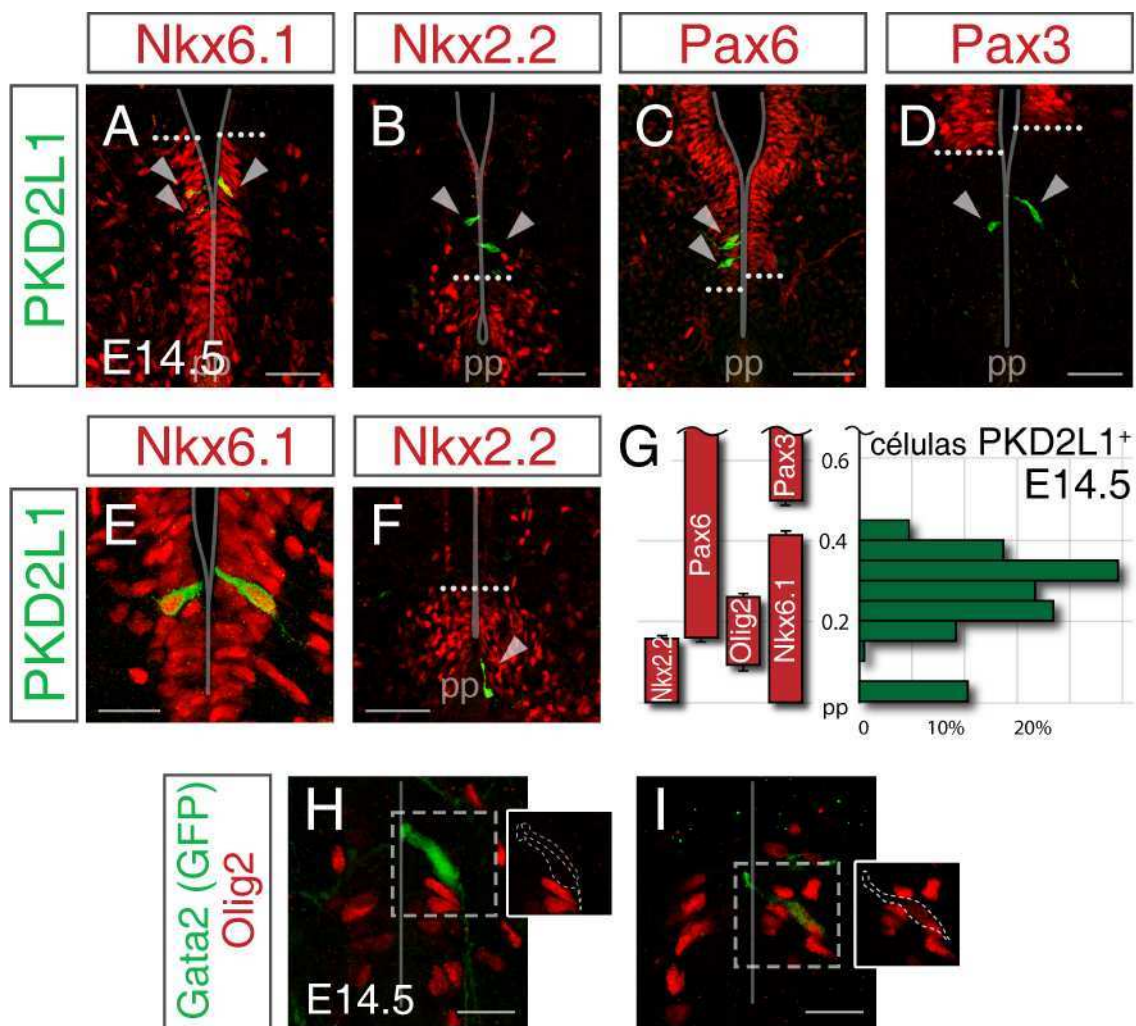 Nkx6.1
Nkx2.2
Pax6
Pax3
PKD2L1
A
B
C
D
E14.5
pp
pp
pp
pp
Nkx6.1
Nkx2.2
PKD2L1
E
F
pp
G
Nkx2.2
Pax6
Olig2
Pax3
Nkx6.1
células PKD2L1+
E14.5
0.6
0.4
0.2
pp
0
10%
20%
Gata2 (GFP)
Olig2
H
E14.5
I